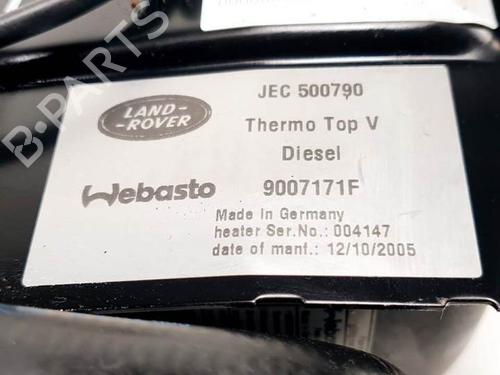 JEC 500790
LAND-
-ROVER
Thermo Top V
Diesel
Webasto
9007171F
Made in Germany
heater Ser.No.: 004147
date of manf.: 12/10/2005
B-PARTS